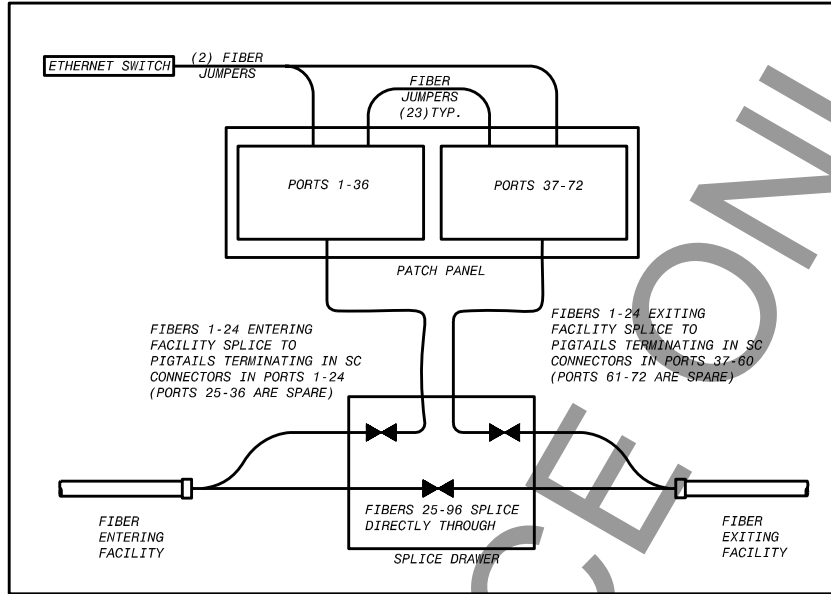 (2) FIBER
ETHERNET SWITCH
JUMPERS
FIBER
JUMPERS
(23)TYP.
PORTS 1-36
PORTS 37-72
PATCH PANEL
FIBERS 1-24 ENTERING
FACILITY SPLICE TO
PIGTAILS TERMINATING IN SC
CONNECTORS IN PORTS 1-24
(PORTS 25-36 ARE SPARE)
FIBERS 1-24 EXITING
FACILITY SPLICE TO
PIGTAILS TERMINATING IN SC
CONNECTORS IN PORTS 37-60
(PORTS 61-72 ARE SPARE)
FIBERS 25-96 SPLICE
DIRECTLY THROUGH
FIBER
ENTERING
FACILITY
FIBER
EXITING
FACILITY
SPLICE DRAWER